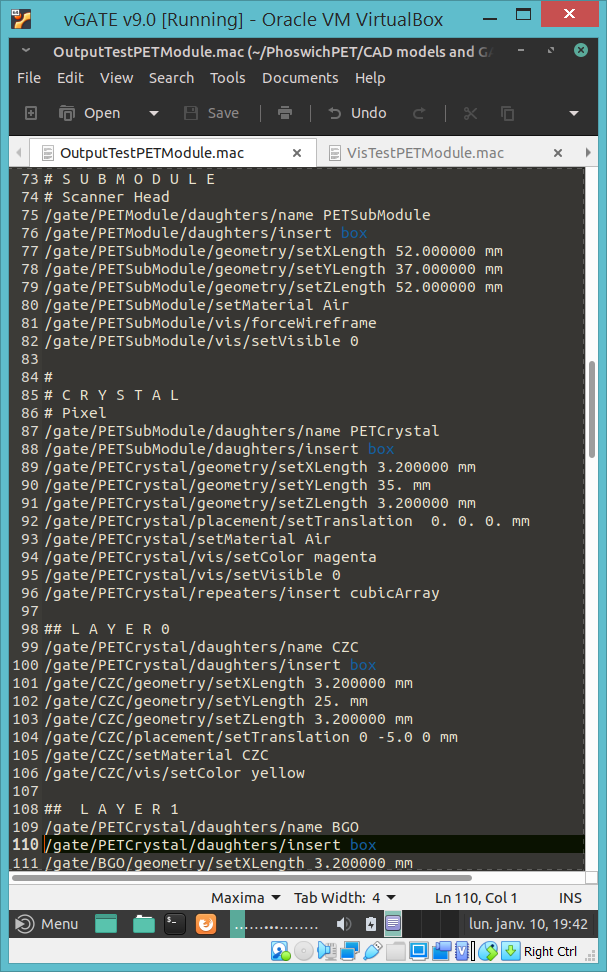 vGATE v9.0 [Running] - Oracle VM VirtualBox
OutputTestPETModule.mac (~/PhoswichPET/CAD models and GA
File Edit View Search Tools Documents Help
Open Save Undo
OutputTestPETModule.mac VisTestPETModule.mac
73 # S U B M O D U L E
74 # Scanner Head
75 /gate/PETModule/daughters/name PETSubModule
76 /gate/PETModule/daughters/insert box
77 /gate/PETSubModule/geometry/setXLength 52.000000 mm
78 /gate/PETSubModule/geometry/setYLength 37.000000 mm
79 /gate/PETSubModule/geometry/setZLength 52.000000 mm
80 /gate/PETSubModule/setMaterial Air
81 /gate/PETSubModule/vis/forceWireframe
82 /gate/PETSubModule/vis/setVisible 0
83
84 #
85 # C R Y S T A L
86 # Pixel
87 /gate/PETSubModule/daughters/name PETCrystal
88 /gate/PETSubModule/daughters/insert box
89 /gate/PETCrystal/geometry/setXLength 3.200000 mm
90 /gate/PETCrystal/geometry/setYLength 35. mm
91 /gate/PETCrystal/geometry/setZLength 3.200000 mm
92 /gate/PETCrystal/placement/setTranslation  0. 0. 0. mm
93 /gate/PETCrystal/setMaterial Air
94 /gate/PETCrystal/vis/setColor magenta
95 /gate/PETCrystal/vis/setVisible 0
96 /gate/PETCrystal/repeaters/insert cubicArray
97
98 ## L A Y E R 0
99 /gate/PETCrystal/daughters/name CZC
100 /gate/PETCrystal/daughters/insert box
101 /gate/CZC/geometry/setXLength 3.200000 mm
102 /gate/CZC/geometry/setYLength 25. mm
103 /gate/CZC/geometry/setZLength 3.200000 mm
104 /gate/CZC/placement/setTranslation 0 -5.0 0 mm
105 /gate/CZC/setMaterial CZC
106 /gate/CZC/vis/setColor yellow
107
108 ##  L A Y E R 1
109 /gate/PETCrystal/daughters/name BGO
110 /gate/PETCrystal/daughters/insert box
111 /gate/BGO/geometry/setXLength 3.200000 mm
Maxima Tab Width: 4 Ln 110, Col 1 INS
Menu lun. janv. 10, 19:42
Right Ctrl